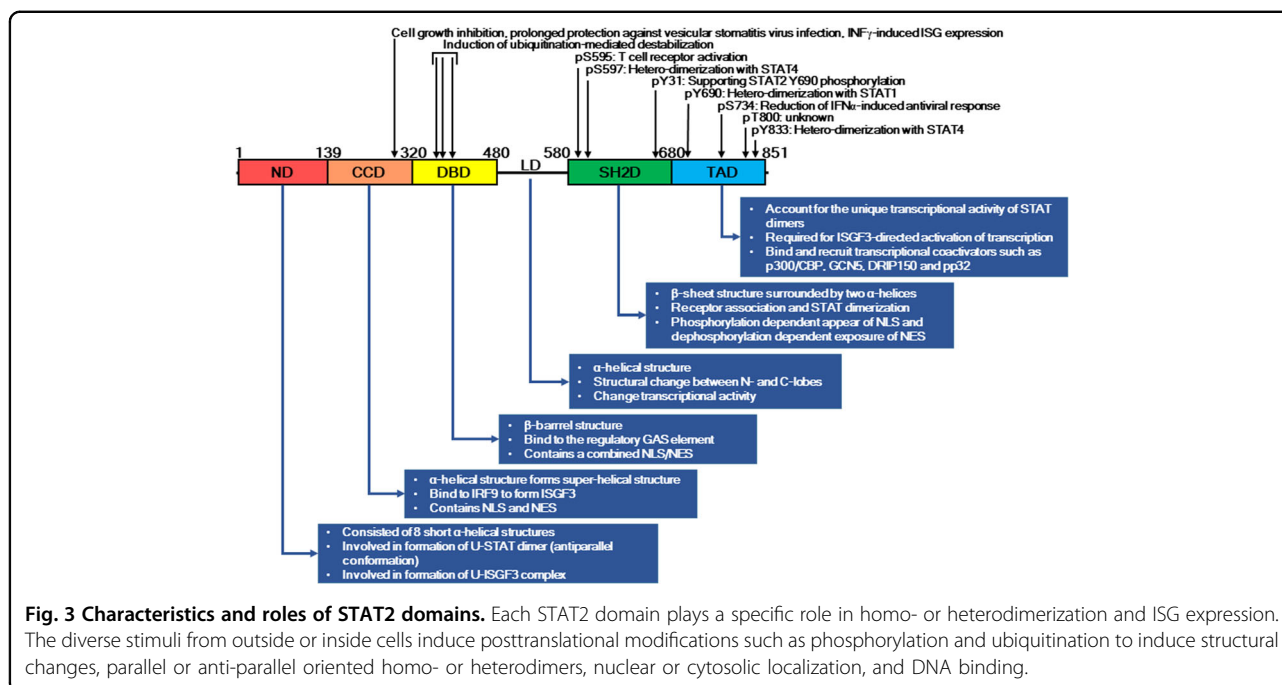 Cell growth inhibition, prolonged protection against vesicular stomatitis virus infection, INFγ-induced ISG expression
Induction of ubiquitination-mediated destabilization
pS595: T cell receptor activation
pS597: Hetero-dimerization with STAT4
pY31: Supporting STAT2 Y690 phosphorylation
pY690: Hetero-dimerization with STAT1
pS734: Reduction of IFNα-induced antiviral response
pT800: unknown
pY833: Hetero-dimerization with STAT4
1 139 320 480 LD 580 680 851
ND CCD DBD SH2D TAD
• Account for the unique transcriptional activity of STAT
dimers
• Required for ISGF3-directed activation of transcription
• Bind and recruit transcriptional coactivators such as
p300/CBP, GCN5, DRIP150 and pp32
• β-sheet structure surrounded by two α-helices
• Receptor association and STAT dimerization
• Phosphorylation dependent appear of NLS and
dephosphorylation dependent exposure of NES
• α-helical structure
• Structural change between N- and C-lobes
• Change transcriptional activity
• β-barrrel structure
• Bind to the regulatory GAS element
• Contains a combined NLS/NES
• α-helical structure forms super-helical structure
• Bind to IRF9 to form ISGF3
• Contains NLS and NES
• Consisted of 8 short α-helical structures
• Involved in formation of U-STAT dimer (antiparallel
conformation)
• Involved in formation of U-ISGF3 complex
Fig. 3 Characteristics and roles of STAT2 domains. Each STAT2 domain plays a specific role in homo- or heterodimerization and ISG expression.
The diverse stimuli from outside or inside cells induce posttranslational modifications such as phosphorylation and ubiquitination to induce structural
changes, parallel or anti-parallel oriented homo- or heterodimers, nuclear or cytosolic localization, and DNA binding.